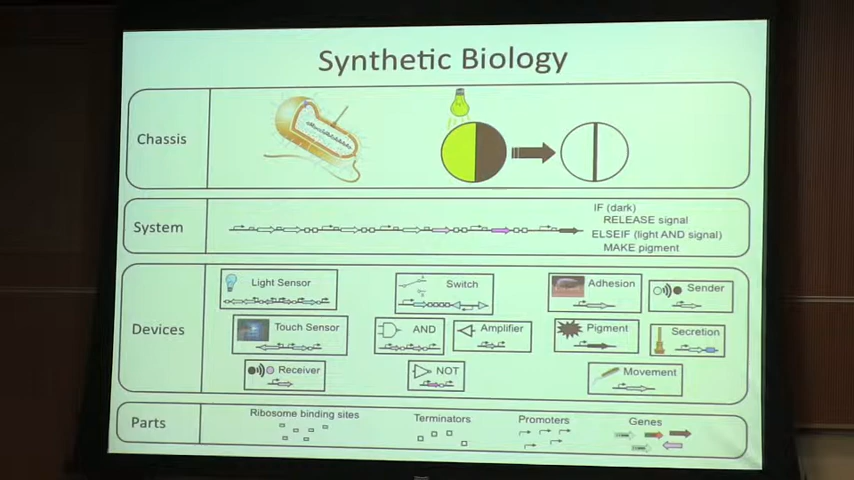 Synthetic Biology
Chassis
System
IF (dark)
RELEASE signal
ELSEIF (light AND signal)
MAKE pigment
Devices
Light Sensor
Switch
Adhesion
Sender
Touch Sensor
AND
Amplifier
Pigment
Secretion
Receiver
NOT
Movement
Parts
Ribosome binding sites
Terminators
Promoters
Genes